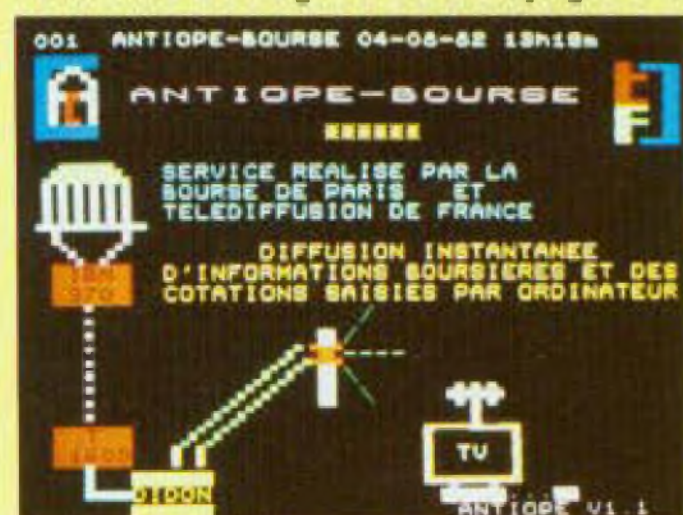 001 ANTIOPE-BOURSE 04-06-82 13h18m
ANTIOPE-BOURSE
SERVICE REALISE PAR LA
BOURSE DE PARIS ET
TELEDIFFUSION DE FRANCE
DIFFUSION INSTANTANEE
D'INFORMATIONS BOURSIERES ET DES
COTATIONS SAISIES PAR ORDINATEUR
DIDON
TV
ANTIOPE V1.1